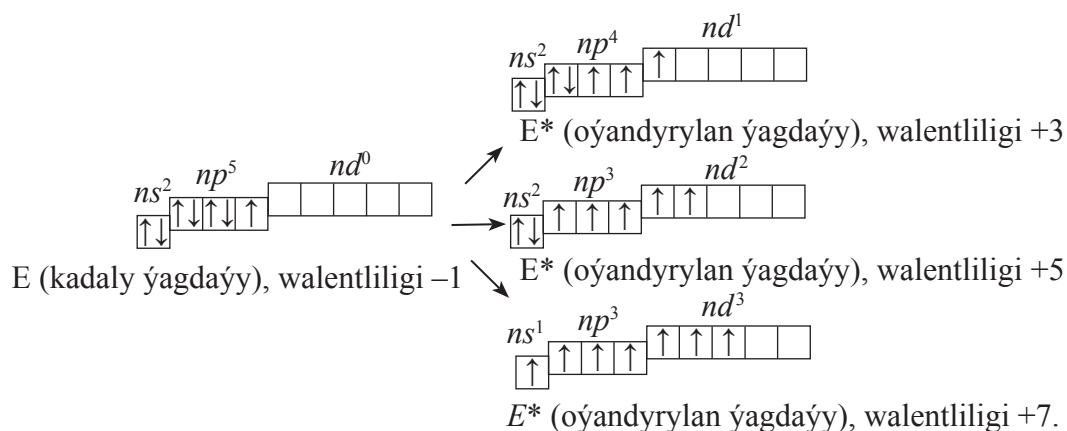 ns² np⁴ nd¹
↑↓ ↑↓ ↑ ↑ ↑
E* (oýandyrylan ýagdaýy), walentliligi +3
ns² np⁵ nd⁰
↑↓ ↑↓ ↑↓ ↑
E (kadaly ýagdaýy), walentliligi –1
ns² np³ nd²
↑↓ ↑ ↑ ↑ ↑ ↑
E* (oýandyrylan ýagdaýy), walentliligi +5
ns¹ np³ nd³
↑ ↑ ↑ ↑ ↑ ↑ ↑
E* (oýandyrylan ýagdaýy), walentliligi +7.